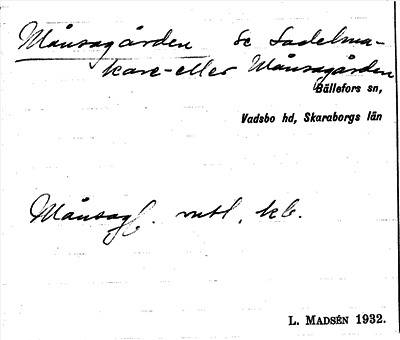 Månsagården Se Sadelma-
kare- eller Månsagården
Bällefors sn,
Vadsbo hd, Skaraborgs län
Månsag. mtl, kb.
L. MADSÉN 1932.